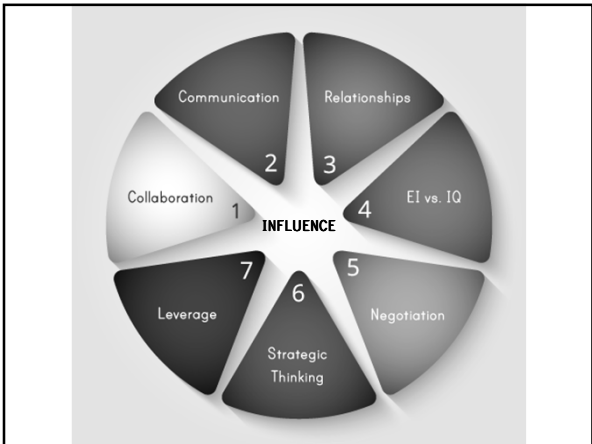 Collaboration
1
Communication
2
Relationships
3
EI vs. IQ
4
Negotiation
5
Strategic
Thinking
6
Leverage
7
INFLUENCE